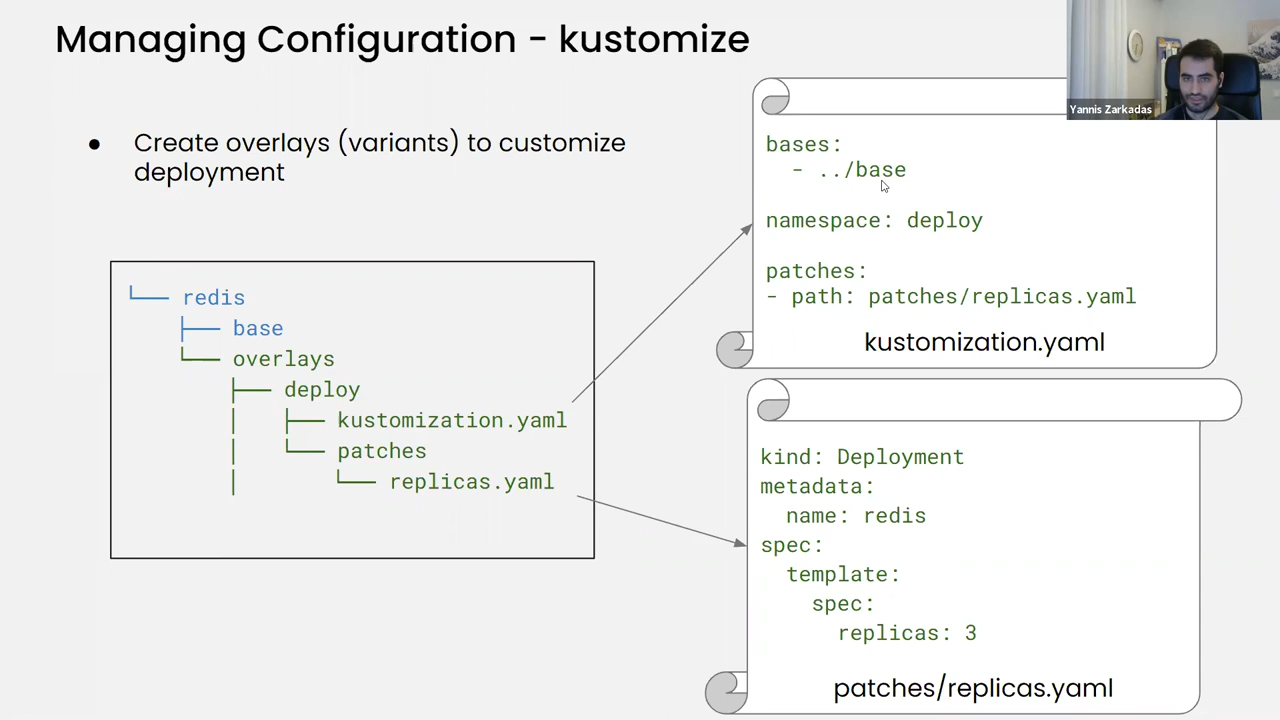 Managing Configuration - kustomize
Yannis Zarkadas
● Create overlays (variants) to customize
deployment
bases:
  - ../base
namespace: deploy
patches:
- path: patches/replicas.yaml
kustomization.yaml
└── redis
    ├── base
    └── overlays
        ├── deploy
        │   ├── kustomization.yaml
        │   └── patches
        │       └── replicas.yaml
kind: Deployment
metadata:
  name: redis
spec:
  template:
    spec:
      replicas: 3
patches/replicas.yaml